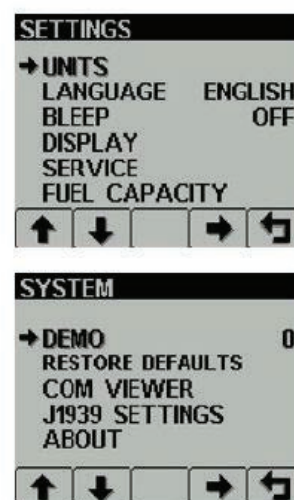 SETTINGS
UNITS
LANGUAGE ENGLISH
BLEEP OFF
DISPLAY
SERVICE
FUEL CAPACITY
SYSTEM
DEMO 0
RESTORE DEFAULTS
COM VIEWER
J1939 SETTINGS
ABOUT